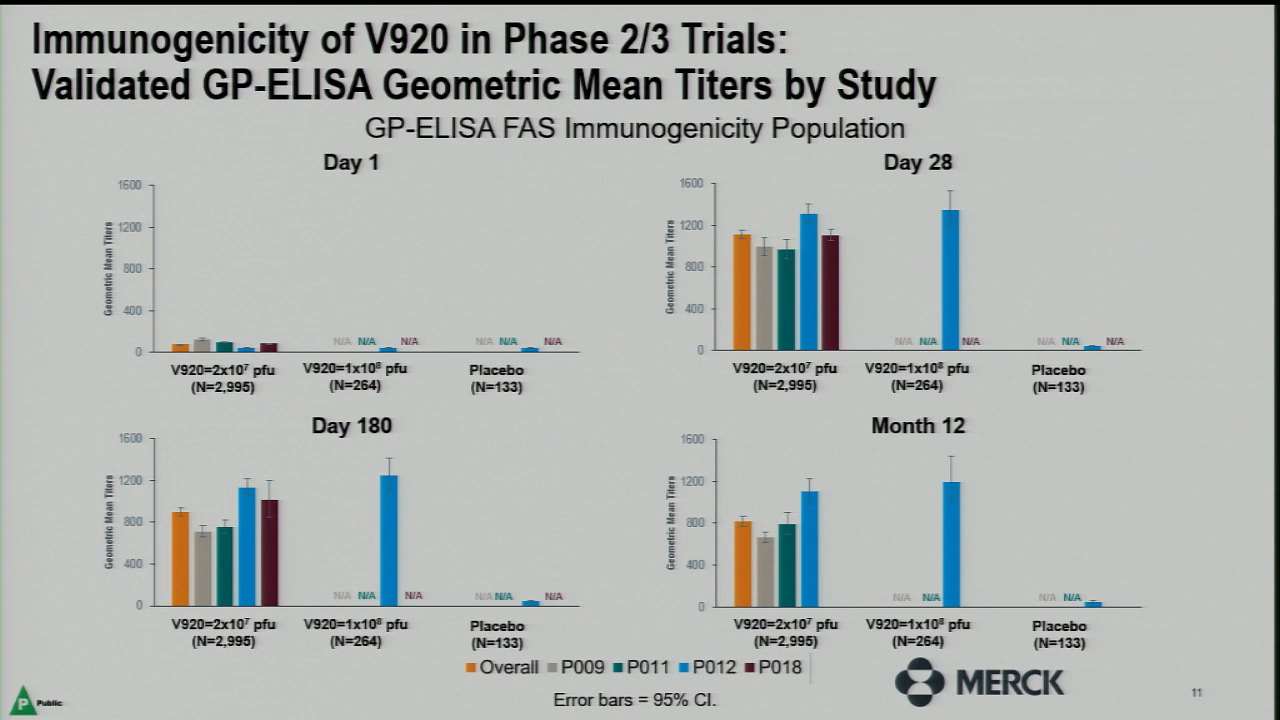 Immunogenicity of V920 in Phase 2/3 Trials:
Validated GP-ELISA Geometric Mean Titers by Study
GP-ELISA FAS Immunogenicity Population
Day 1
Geometric Mean Titers
1600
1200
800
400
0
N/A N/A N/A
N/A N/A N/A
V920=2x10⁷ pfu
(N=2,995)
V920=1x10⁸ pfu
(N=264)
Placebo
(N=133)
Day 28
Geometric Mean Titers
1600
1200
800
400
0
N/A N/A N/A
N/A N/A N/A
V920=2x10⁷ pfu
(N=2,995)
V920=1x10⁸ pfu
(N=264)
Placebo
(N=133)
Day 180
Geometric Mean Titers
1600
1200
800
400
0
N/A N/A N/A
N/A N/A N/A
V920=2x10⁷ pfu
(N=2,995)
V920=1x10⁸ pfu
(N=264)
Placebo
(N=133)
Month 12
Geometric Mean Titers
1600
1200
800
400
0
N/A N/A
N/A N/A
V920=2x10⁷ pfu
(N=2,995)
V920=1x10⁸ pfu
(N=264)
Placebo
(N=133)
Overall P009 P011 P012 P018
Error bars = 95% CI.
MERCK
11
P Public